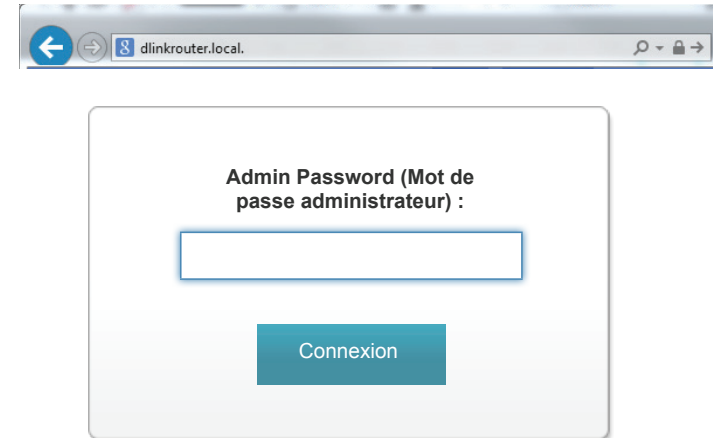 dlinkrouter.local.
Admin Password (Mot de
passe administrateur) :
Connexion